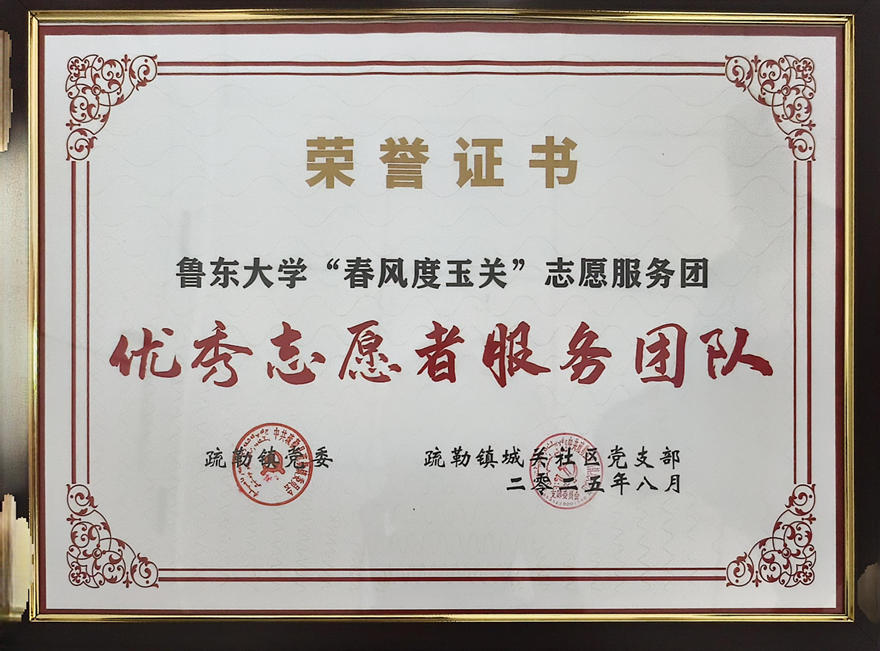 荣誉证书
鲁东大学“春风度玉关”志愿服务团
优秀志愿者服务团队
疏勒镇党委
疏勒镇城关社区党支部
二零二五年八月